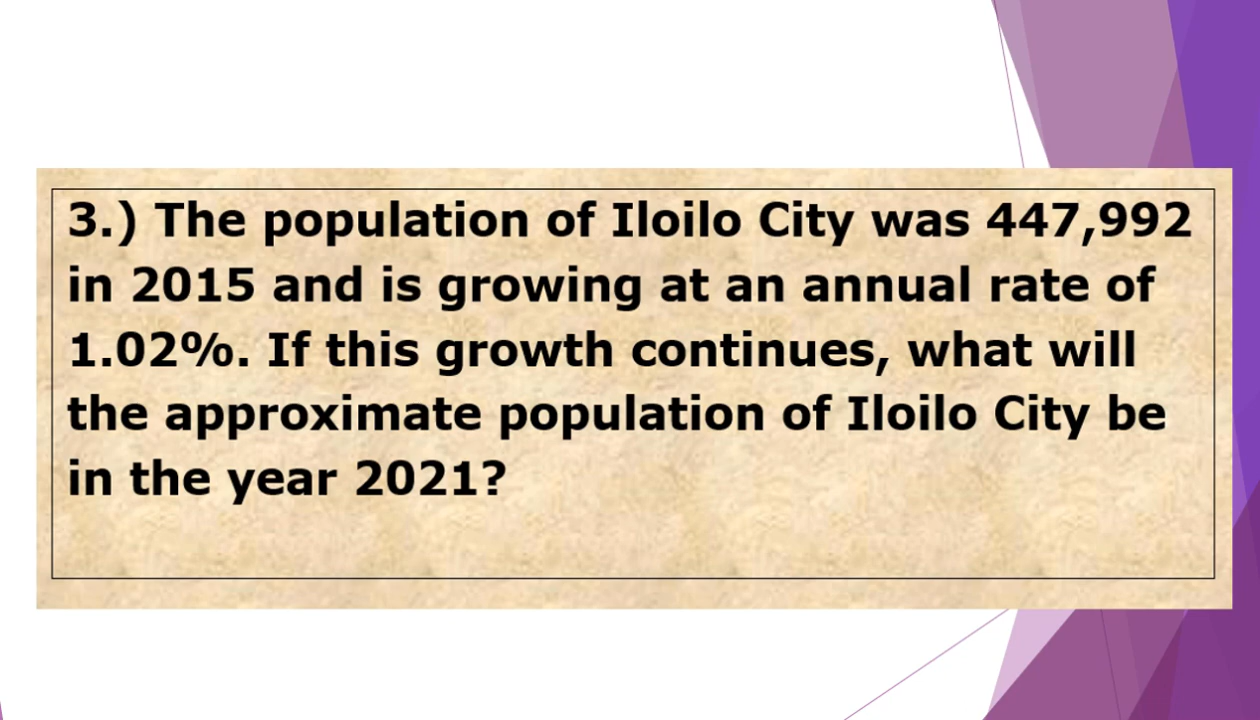 3.) The population of Iloilo City was 447,992
in 2015 and is growing at an annual rate of
1.02%. If this growth continues, what will
the approximate population of Iloilo City be
in the year 2021?